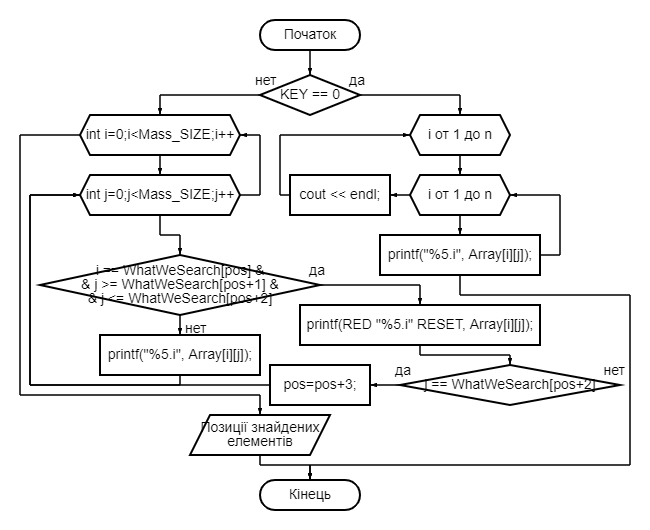 Початок
нет
да
KEY == 0
int i=0;i<Mass_SIZE;i++
i от 1 до n
int j=0;j<Mass_SIZE;j++
cout << endl;
i от 1 до n
printf("%5.i", Array[i][j]);
i == WhatWeSearch[pos] &
& j >= WhatWeSearch[pos+1] &
& j <= WhatWeSearch[pos+2]
да
нет
printf(RED "%5.i" RESET, Array[i][j]);
printf("%5.i", Array[i][j]);
да
нет
pos=pos+3;
j == WhatWeSearch[pos+2]
Позиції знайдених
елементів
Кінець